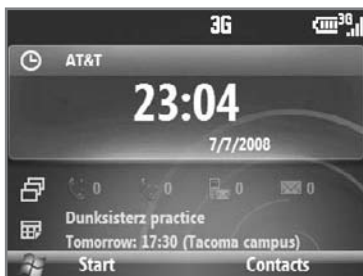 3G 3G
AT&T
23:04
7/7/2008
0 0 0 0
Dunksisterz practice
Tomorrow: 17:30 (Tacoma campus)
Start Contacts